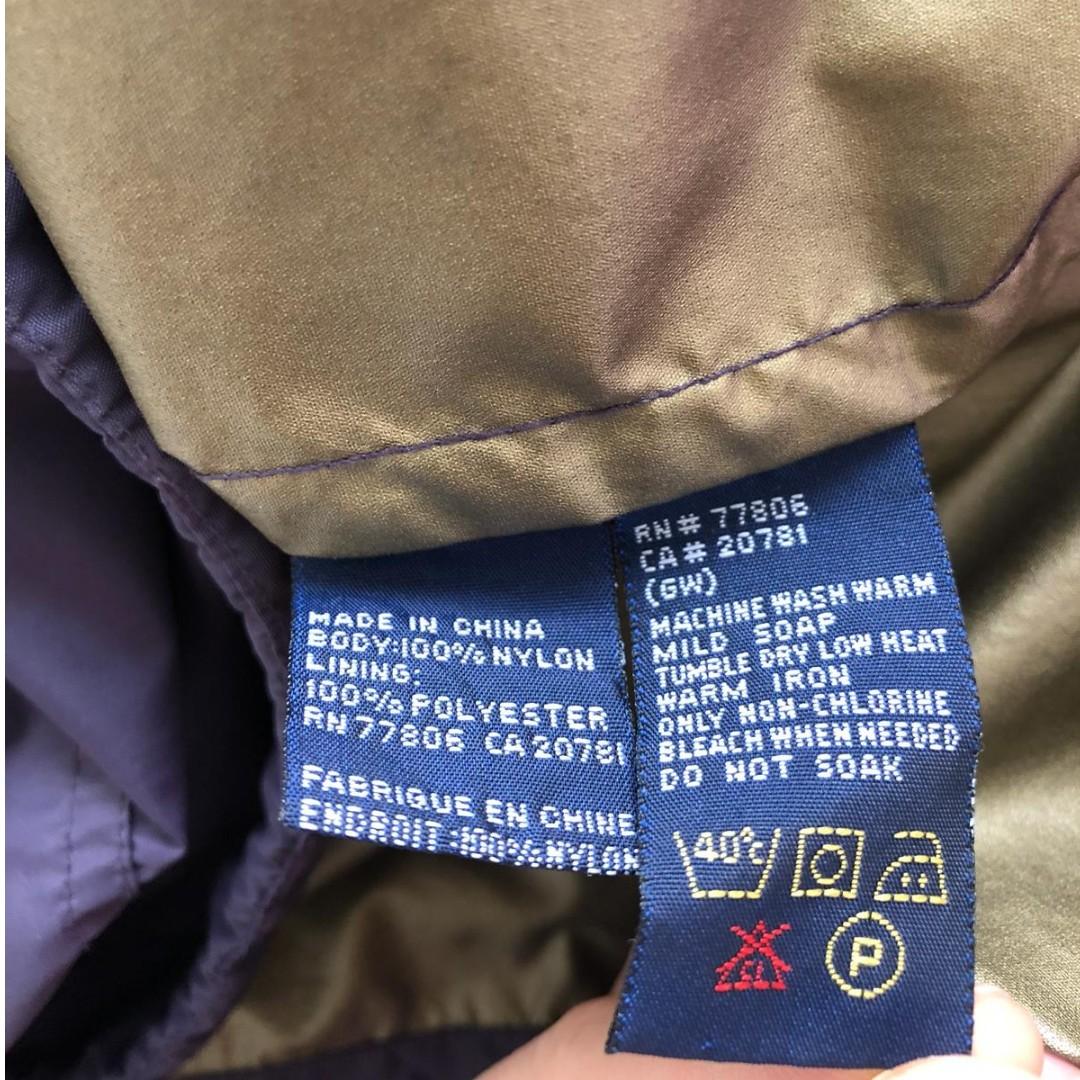 MADE IN CHINA
BODY:100% NYLON
LINING:
100% POLYESTER
RN 77806 CA 20781
FABRIQUE EN CHINE
ENDROIT:100% NYLON
RN # 77806
CA # 20781
(GW)
MACHINE WASH WARM
MILD SOAP
TUMBLE DRY LOW HEAT
WARM IRON
ONLY NON-CHLORINE
BLEACH WHEN NEEDED
DO NOT SOAK
40°C
CL
P